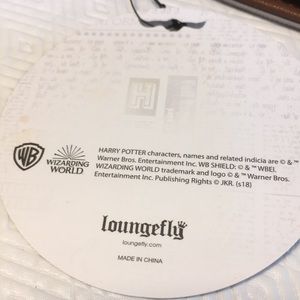 H
HARRY POTTER characters, names and related indicia are © & ™
Warner Bros. Entertainment Inc. WB SHIELD: © & ™ WBEI.
WIZARDING WORLD trademark and logo © & ™ Warner Bros.
Entertainment Inc. Publishing Rights © JKR. (s18)
WB
WIZARDING
WORLD
loungefly
loungefly.com
MADE IN CHINA